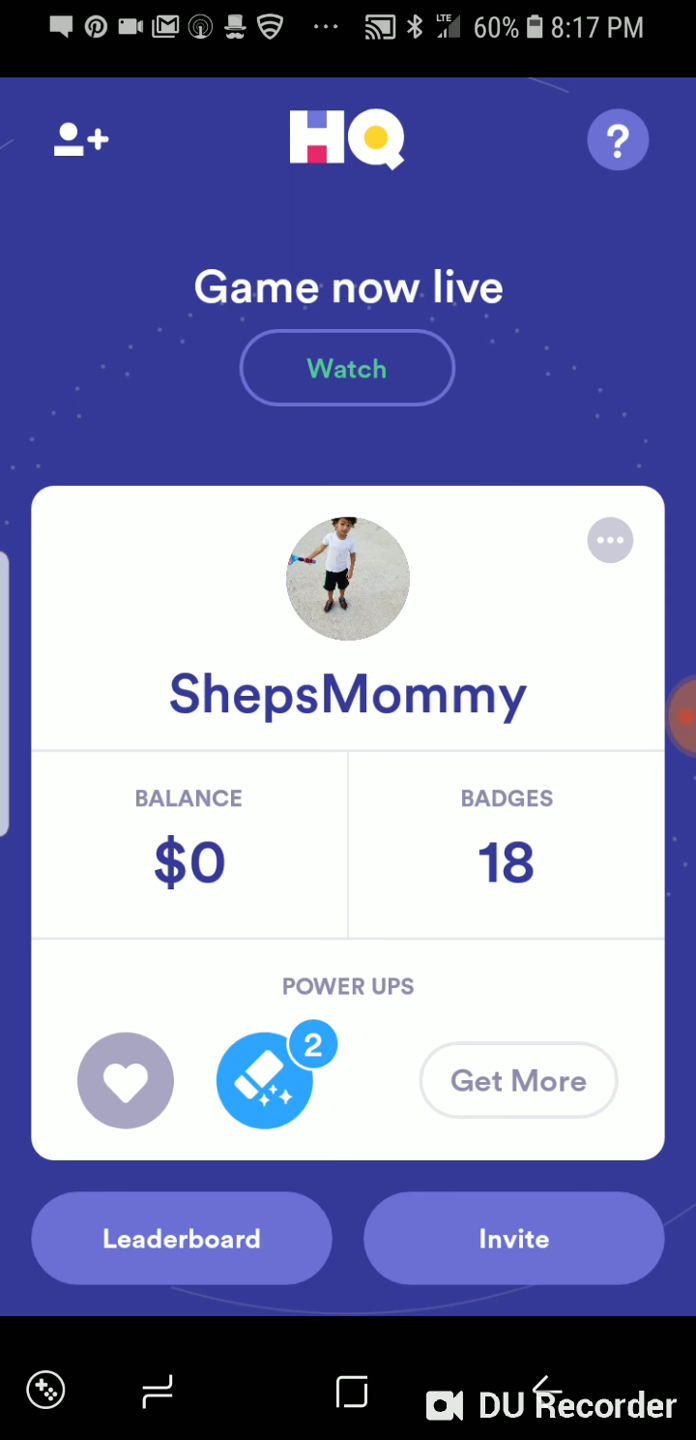 LTE 60% 8:17 PM
HQ
?
Game now live
Watch
ShepsMommy
BALANCE
BADGES
$0
18
POWER UPS
2
Get More
Leaderboard
Invite
DU Recorder